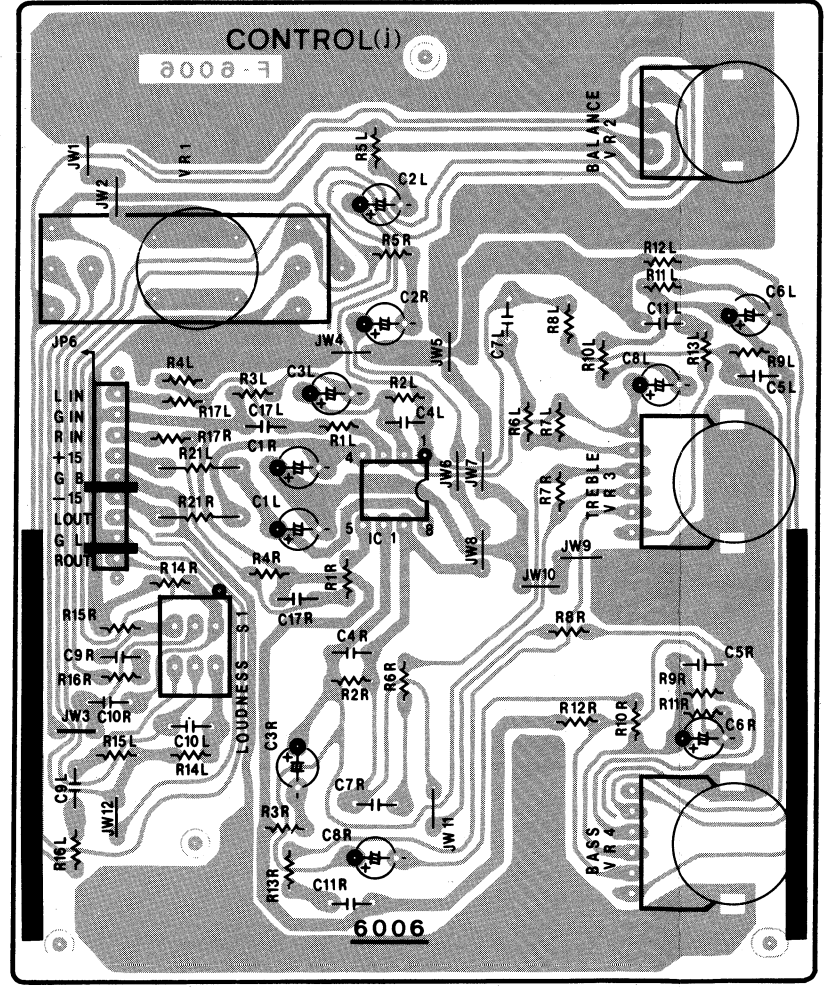 CONTROL(j)
F-6006
BALANCE
VR2
R5L
JW1
VR1
JW2
C2L
R5R
R12L
R11L
C6L
C2R
C11L
R8L
C7L
JW4
JW5
R13L
R10L
JP6
R9L
C8L
C5L
R4L
C3L
R3L
R2L
L IN
R17L
C17L
C4L
G IN
R6L
R7L
R IN
R17R
C1R
R1L
1
+15
R21L
4
JW6
JW7
TREBLE
VR3
G B
R7R
-15
R21R
C1L
LOUT
5
IC1
8
G L
JW8
JW9
ROUT
R14R
R4R
R1R
JW10
C17R
R15R
S1
R8R
C9R
C4R
C5R
R16R
R2R
R6R
R9R
LOUDNESS
R11R
C10R
JW3
R12R
R10R
C6R
C3R
R15L
C10L
R14L
C9L
C7R
JW12
R3R
JW11
C8R
BASS
VR4
R16L
R13R
C11R
6006